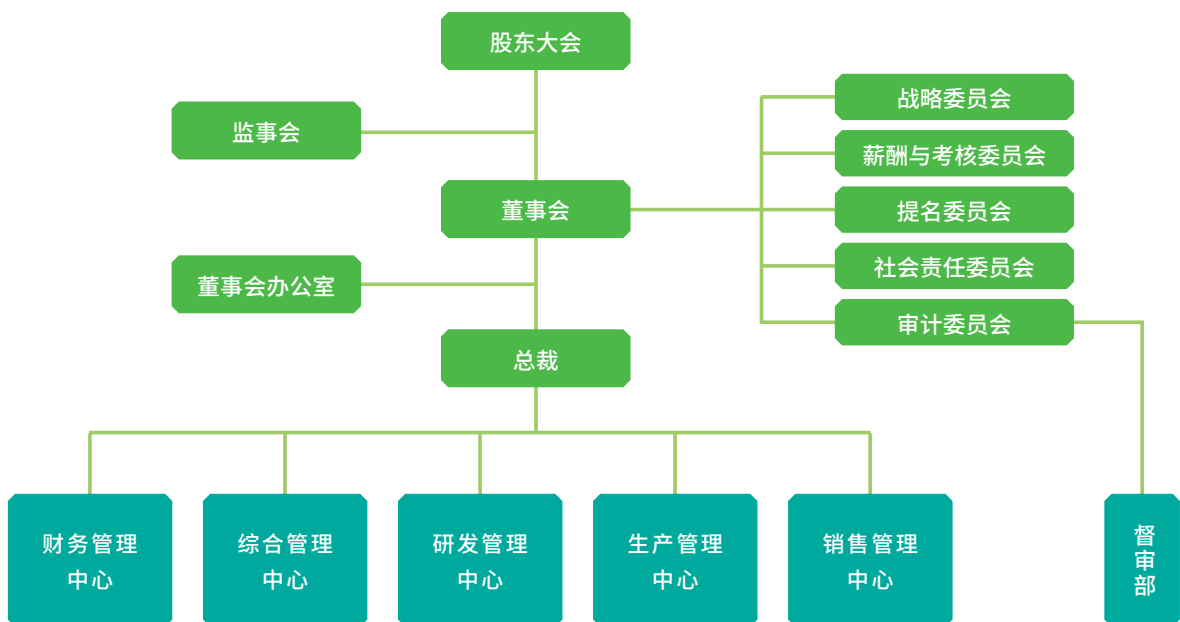 股东大会
监事会
董事会
董事会办公室
总裁
战略委员会
薪酬与考核委员会
提名委员会
社会责任委员会
审计委员会
财务管理
中心
综合管理
中心
研发管理
中心
生产管理
中心
销售管理
中心
督审部